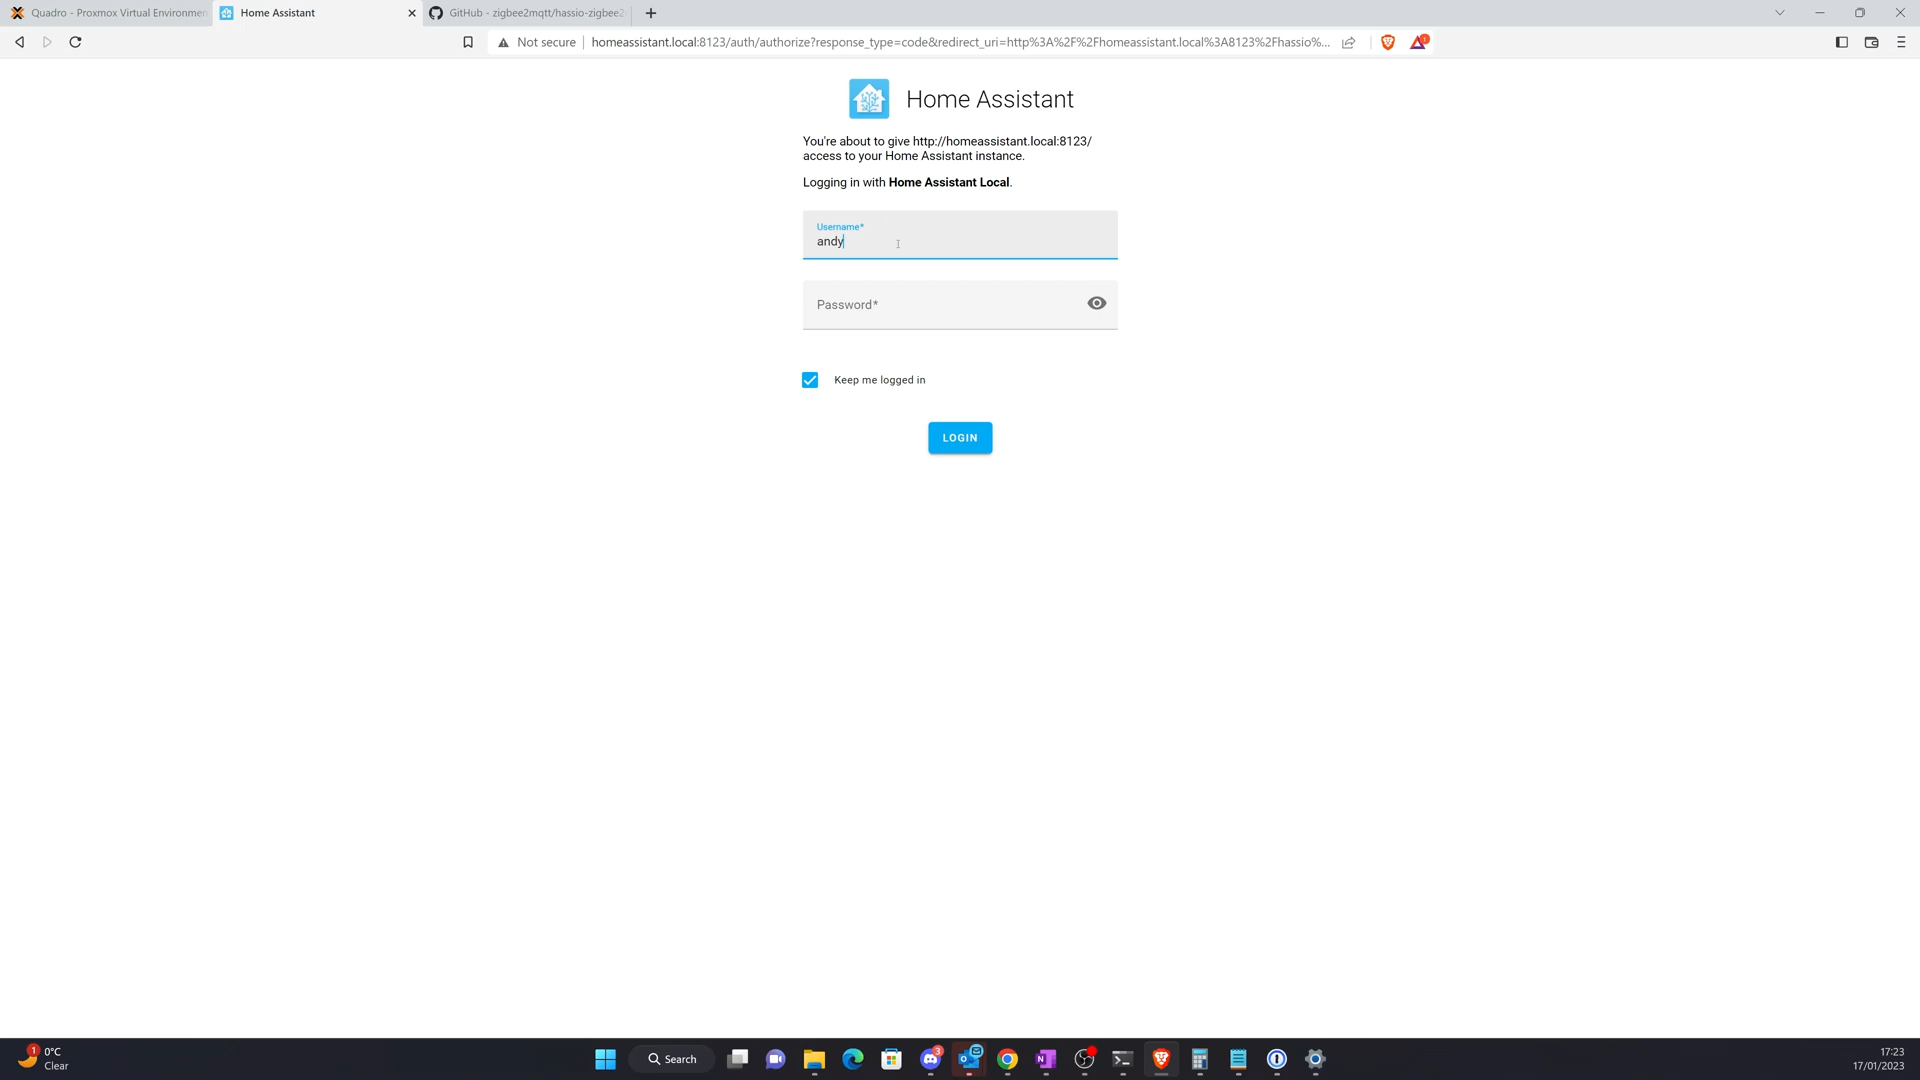 Quadro - Proxmox Virtual Environmen
Home Assistant
GitHub - zigbee2mqtt/hassio-zigbee2
Not secure
homeassistant.local:8123/auth/authorize?response_type=code&redirect_uri=http%3A%2F%2Fhomeassistant.local%3A8123%2Fhassio%...
1
Home Assistant
You're about to give http://homeassistant.local:8123/
access to your Home Assistant instance.
Logging in with Home Assistant Local.
Username*
andy
Password*
Keep me logged in
LOGIN
1
0°C
Clear
Search
3
17:23
17/01/2023